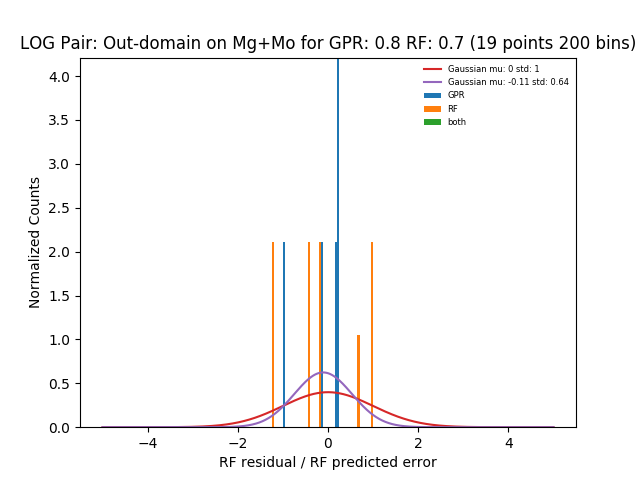 LOG Pair: Out-domain on Mg+Mo for GPR: 0.8 RF: 0.7 (19 points 200 bins)
Gaussian mu: 0 std: 1
Gaussian mu: -0.11 std: 0.64
GPR
RF
both
Normalized Counts
4.0
3.5
3.0
2.5
2.0
1.5
1.0
0.5
0.0
−4 −2 0 2 4
RF residual / RF predicted error